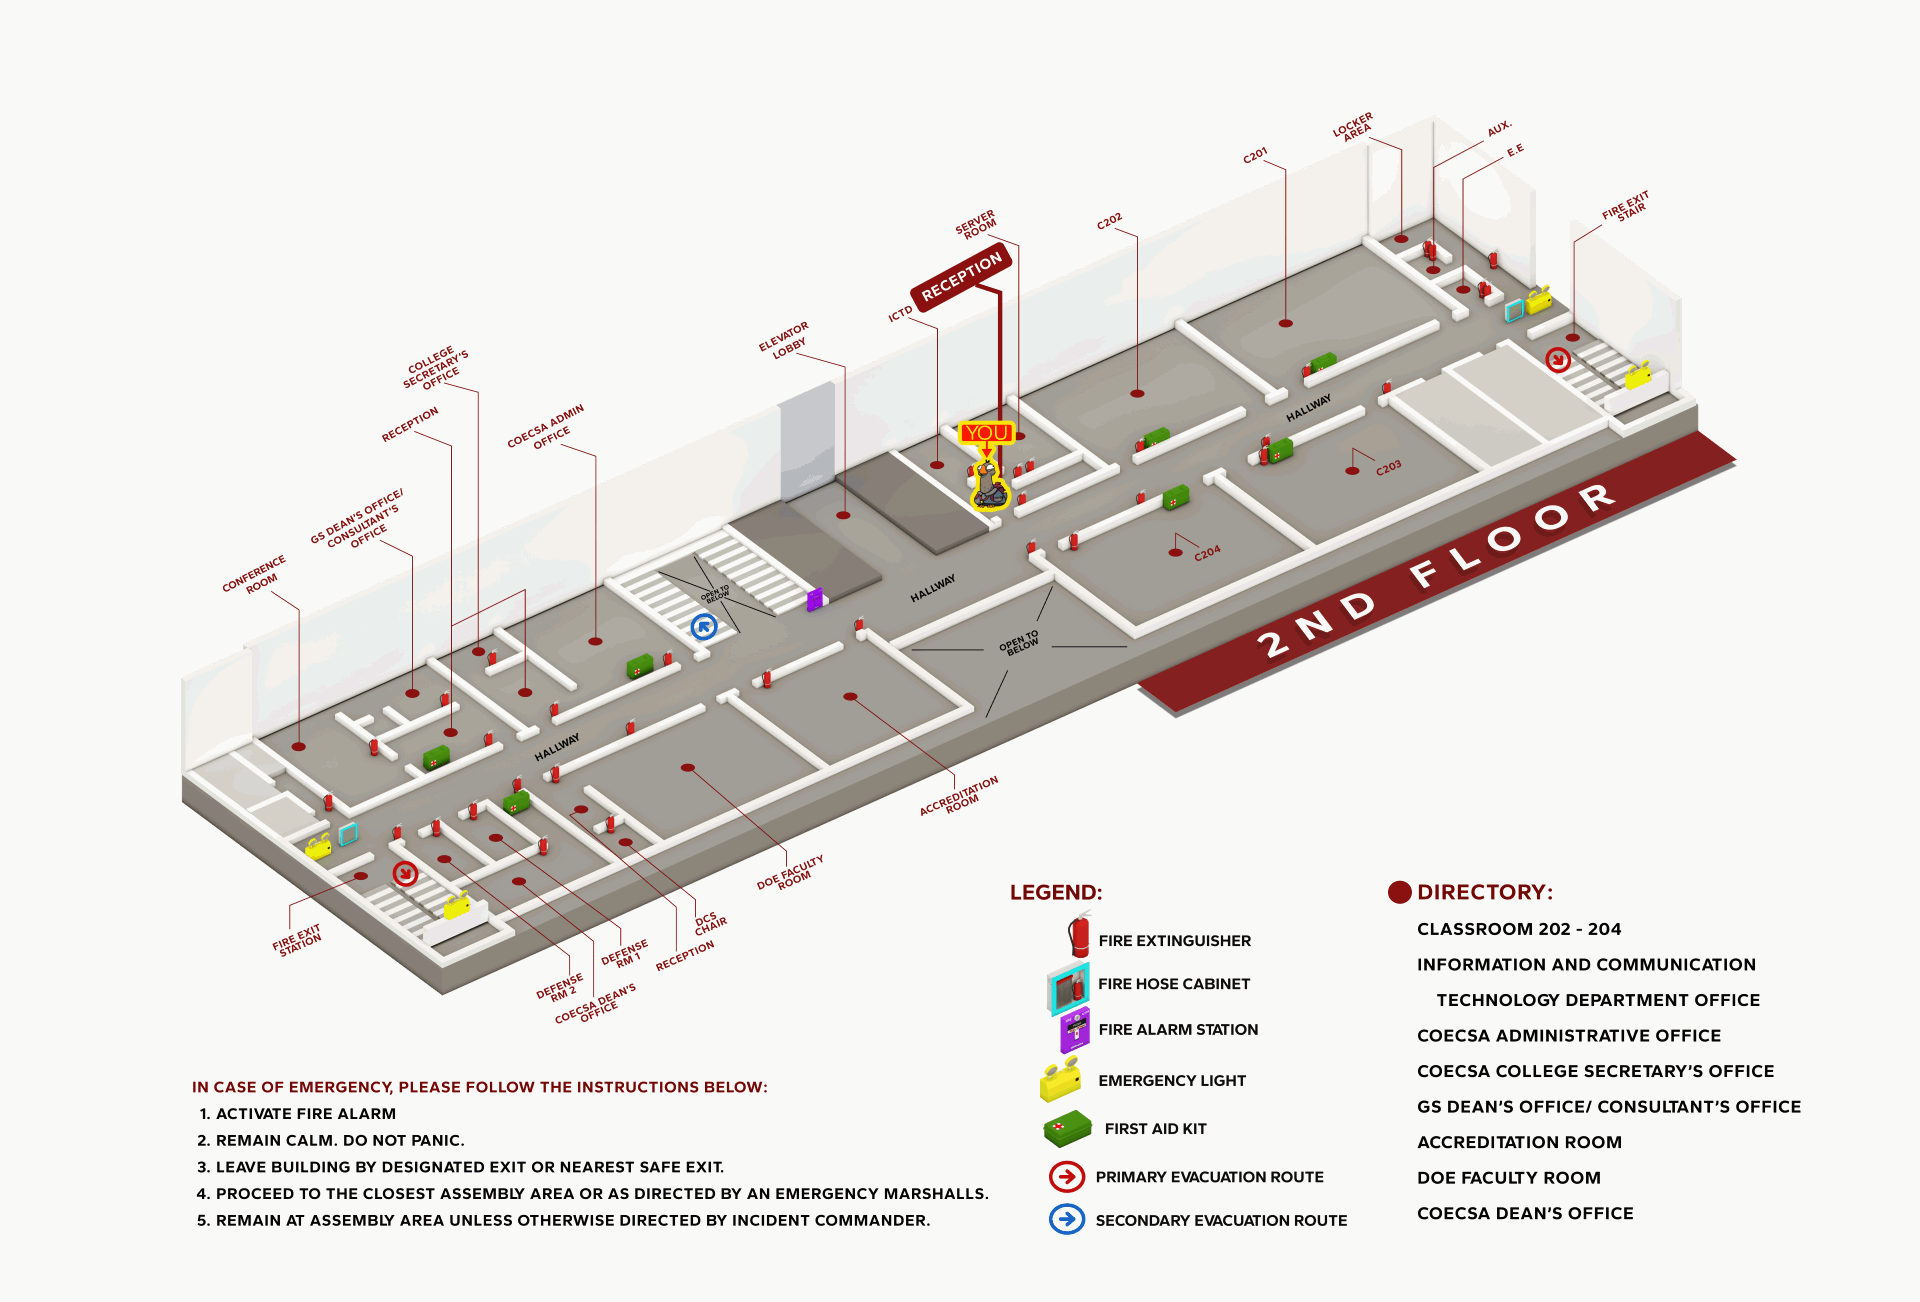 LOCKER
AREA
AUX.
E.E
C201
FIRE EXIT
STAIR
C202
SERVER
ROOM
RECEPTION
ICTD
ELEVATOR
LOBBY
COLLEGE
SECRETARY'S
OFFICE
RECEPTION
COECSA ADMIN
OFFICE
GS DEAN'S OFFICE/
CONSULTANT'S
OFFICE
CONFERENCE
ROOM
YOU
HALLWAY
C203
C204
HALLWAY
OPEN TO
BELOW
OPEN TO
BELOW
HALLWAY
2ND FLOOR
ACCREDITATION
ROOM
DOE FACULTY
ROOM
DCS
CHAIR
RECEPTION
DEFENSE
RM 1
DEFENSE
RM 2
COECSA DEAN'S
OFFICE
FIRE EXIT
STATION
LEGEND:
FIRE EXTINGUISHER
FIRE HOSE CABINET
FIRE ALARM STATION
EMERGENCY LIGHT
FIRST AID KIT
PRIMARY EVACUATION ROUTE
SECONDARY EVACUATION ROUTE
DIRECTORY:
CLASSROOM 202 - 204
INFORMATION AND COMMUNICATION
TECHNOLOGY DEPARTMENT OFFICE
COECSA ADMINISTRATIVE OFFICE
COECSA COLLEGE SECRETARY'S OFFICE
GS DEAN'S OFFICE/ CONSULTANT'S OFFICE
ACCREDITATION ROOM
DOE FACULTY ROOM
COECSA DEAN'S OFFICE
IN CASE OF EMERGENCY, PLEASE FOLLOW THE INSTRUCTIONS BELOW:
1. ACTIVATE FIRE ALARM
2. REMAIN CALM. DO NOT PANIC.
3. LEAVE BUILDING BY DESIGNATED EXIT OR NEAREST SAFE EXIT.
4. PROCEED TO THE CLOSEST ASSEMBLY AREA OR AS DIRECTED BY AN EMERGENCY MARSHALLS.
5. REMAIN AT ASSEMBLY AREA UNLESS OTHERWISE DIRECTED BY INCIDENT COMMANDER.